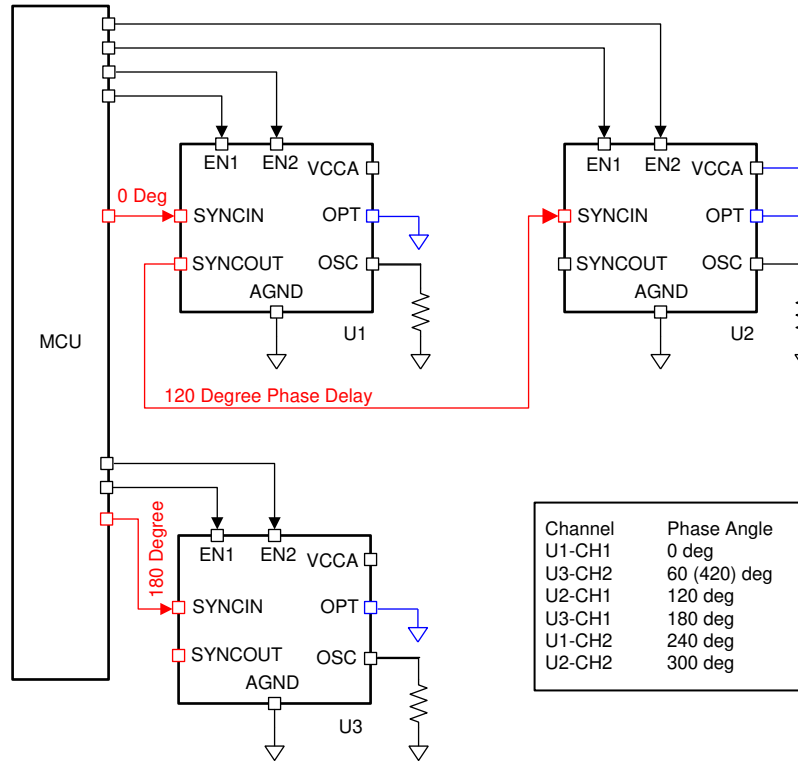 EN1 EN2 VCCA
EN1 EN2 VCCA
0 Deg
SYNCIN OPT
SYNCIN OPT
SYNCOUT OSC
SYNCOUT OSC
AGND
AGND
U1
U2
MCU
120 Degree Phase Delay
180 Degree
EN1 EN2 VCCA
SYNCIN OPT
SYNCOUT OSC
AGND
U3
Channel Phase Angle
U1-CH1 0 deg
U3-CH2 60 (420) deg
U2-CH1 120 deg
U3-CH1 180 deg
U1-CH2 240 deg
U2-CH2 300 deg